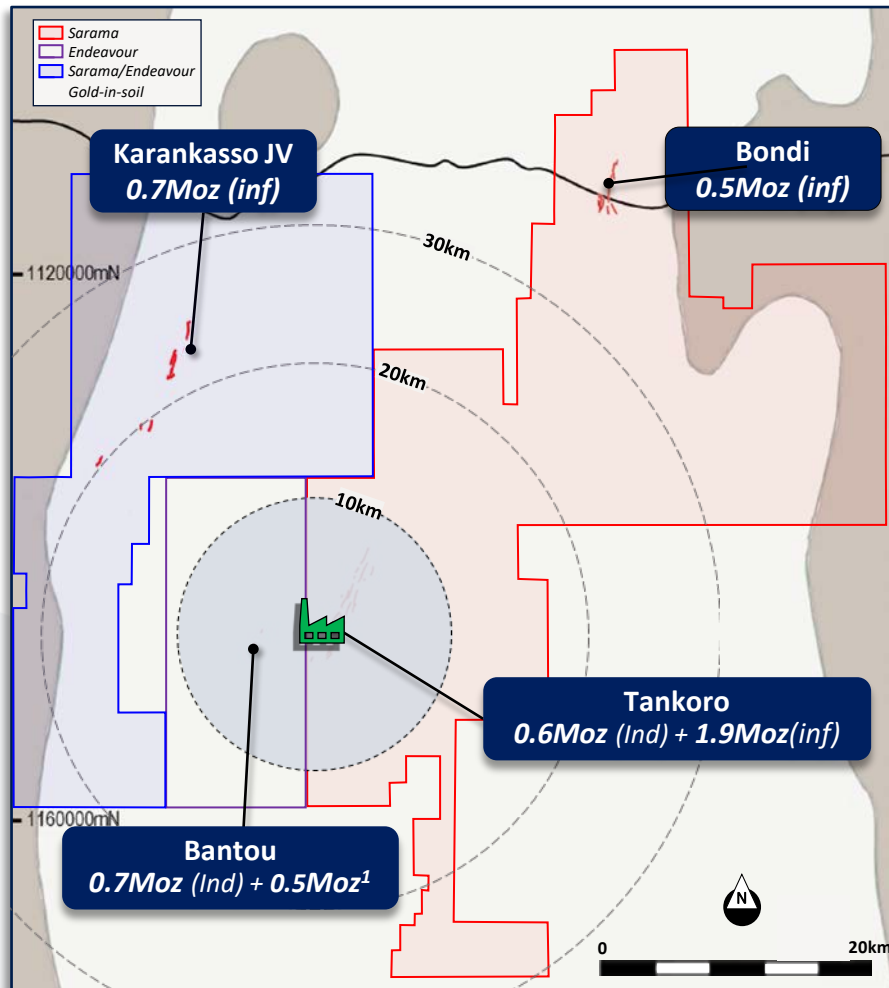 Sarama
Endeavour
Sarama/Endeavour
Gold-in-soil
Karankasso JV
0.7Moz (inf)
Bondi
0.5Moz (inf)
30km
1120000mN
20km
10km
Tankoro
0.6Moz (Ind) + 1.9Moz(inf)
1160000mN
Bantou
0.7Moz (Ind) + 0.5Moz¹
N
0 20km